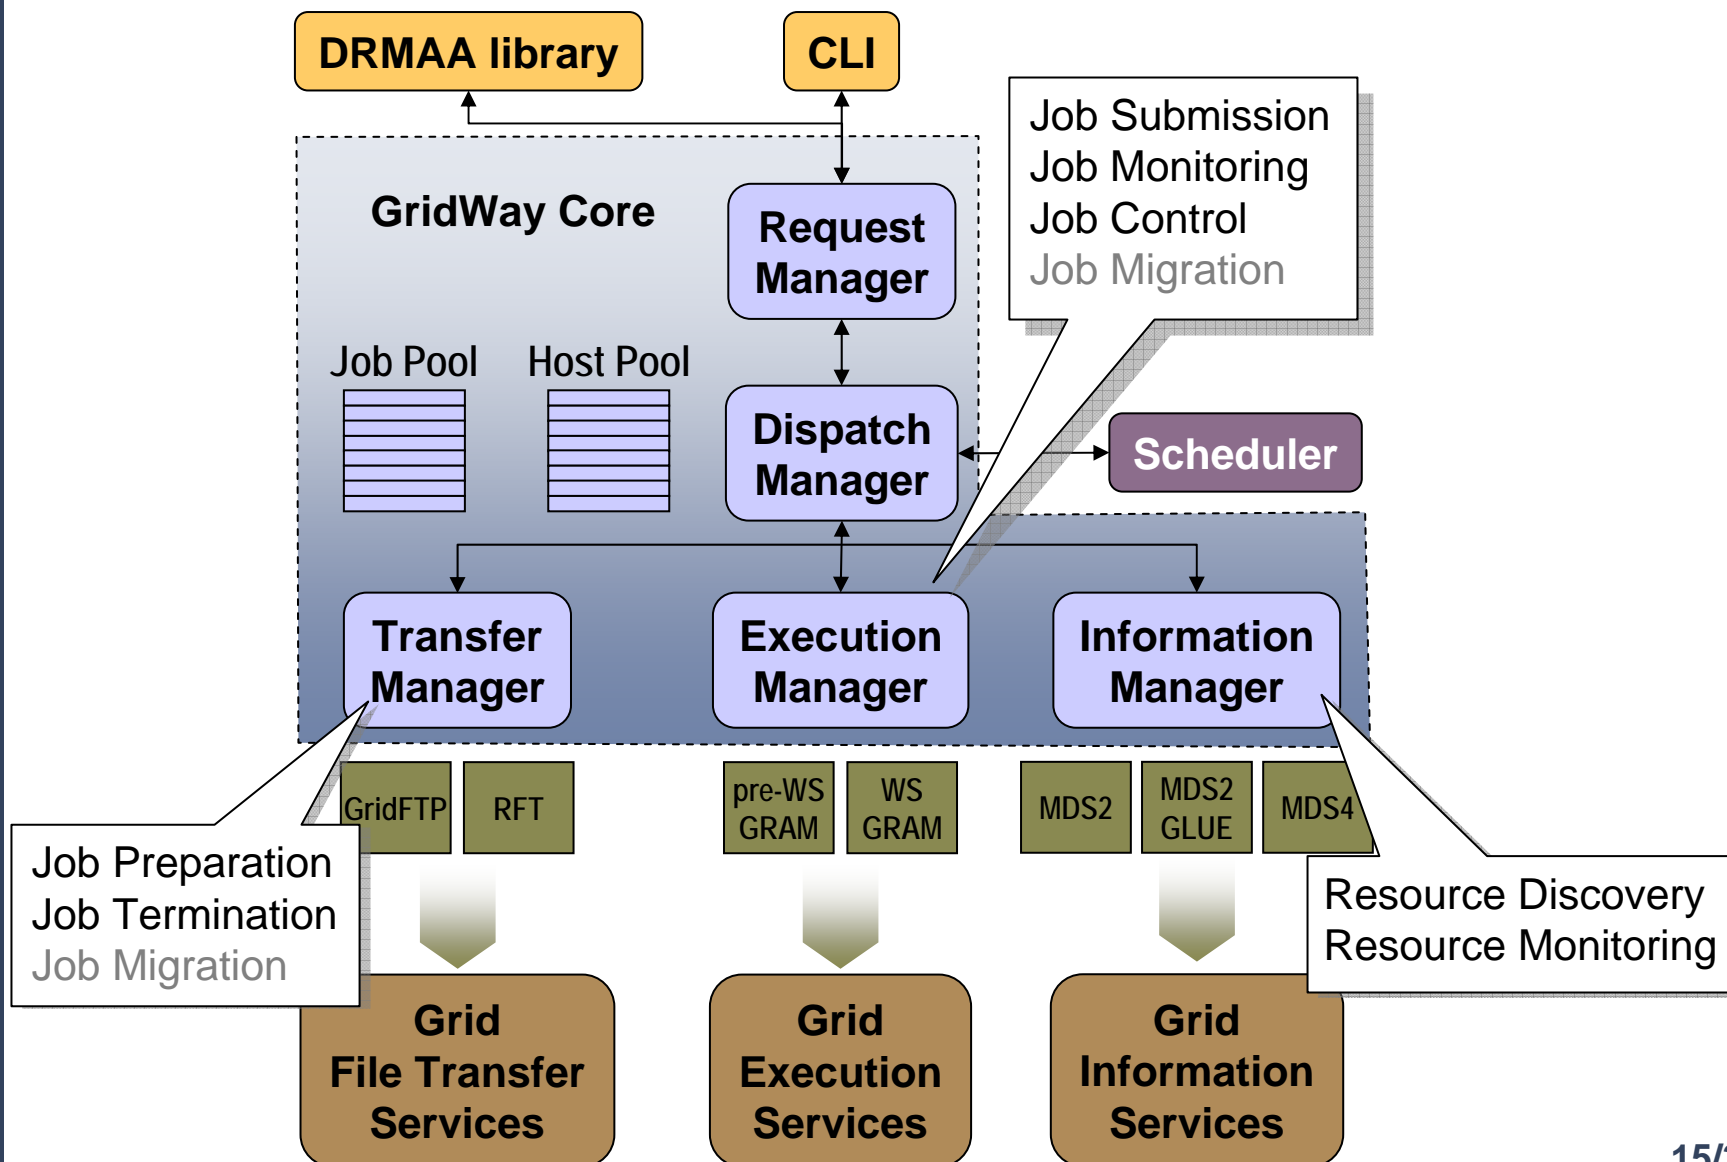 DRMAA library
CLI
Job Submission
Job Monitoring
Job Control
Job Migration
GridWay Core
Request
Manager
Job Pool
Host Pool
Dispatch
Manager
Scheduler
Transfer
Manager
Execution
Manager
Information
Manager
GridFTP
RFT
pre-WS
GRAM
WS
GRAM
MDS2
MDS2
GLUE
MDS4
Job Preparation
Job Termination
Job Migration
Resource Discovery
Resource Monitoring
Grid
File Transfer
Services
Grid
Execution
Services
Grid
Information
Services